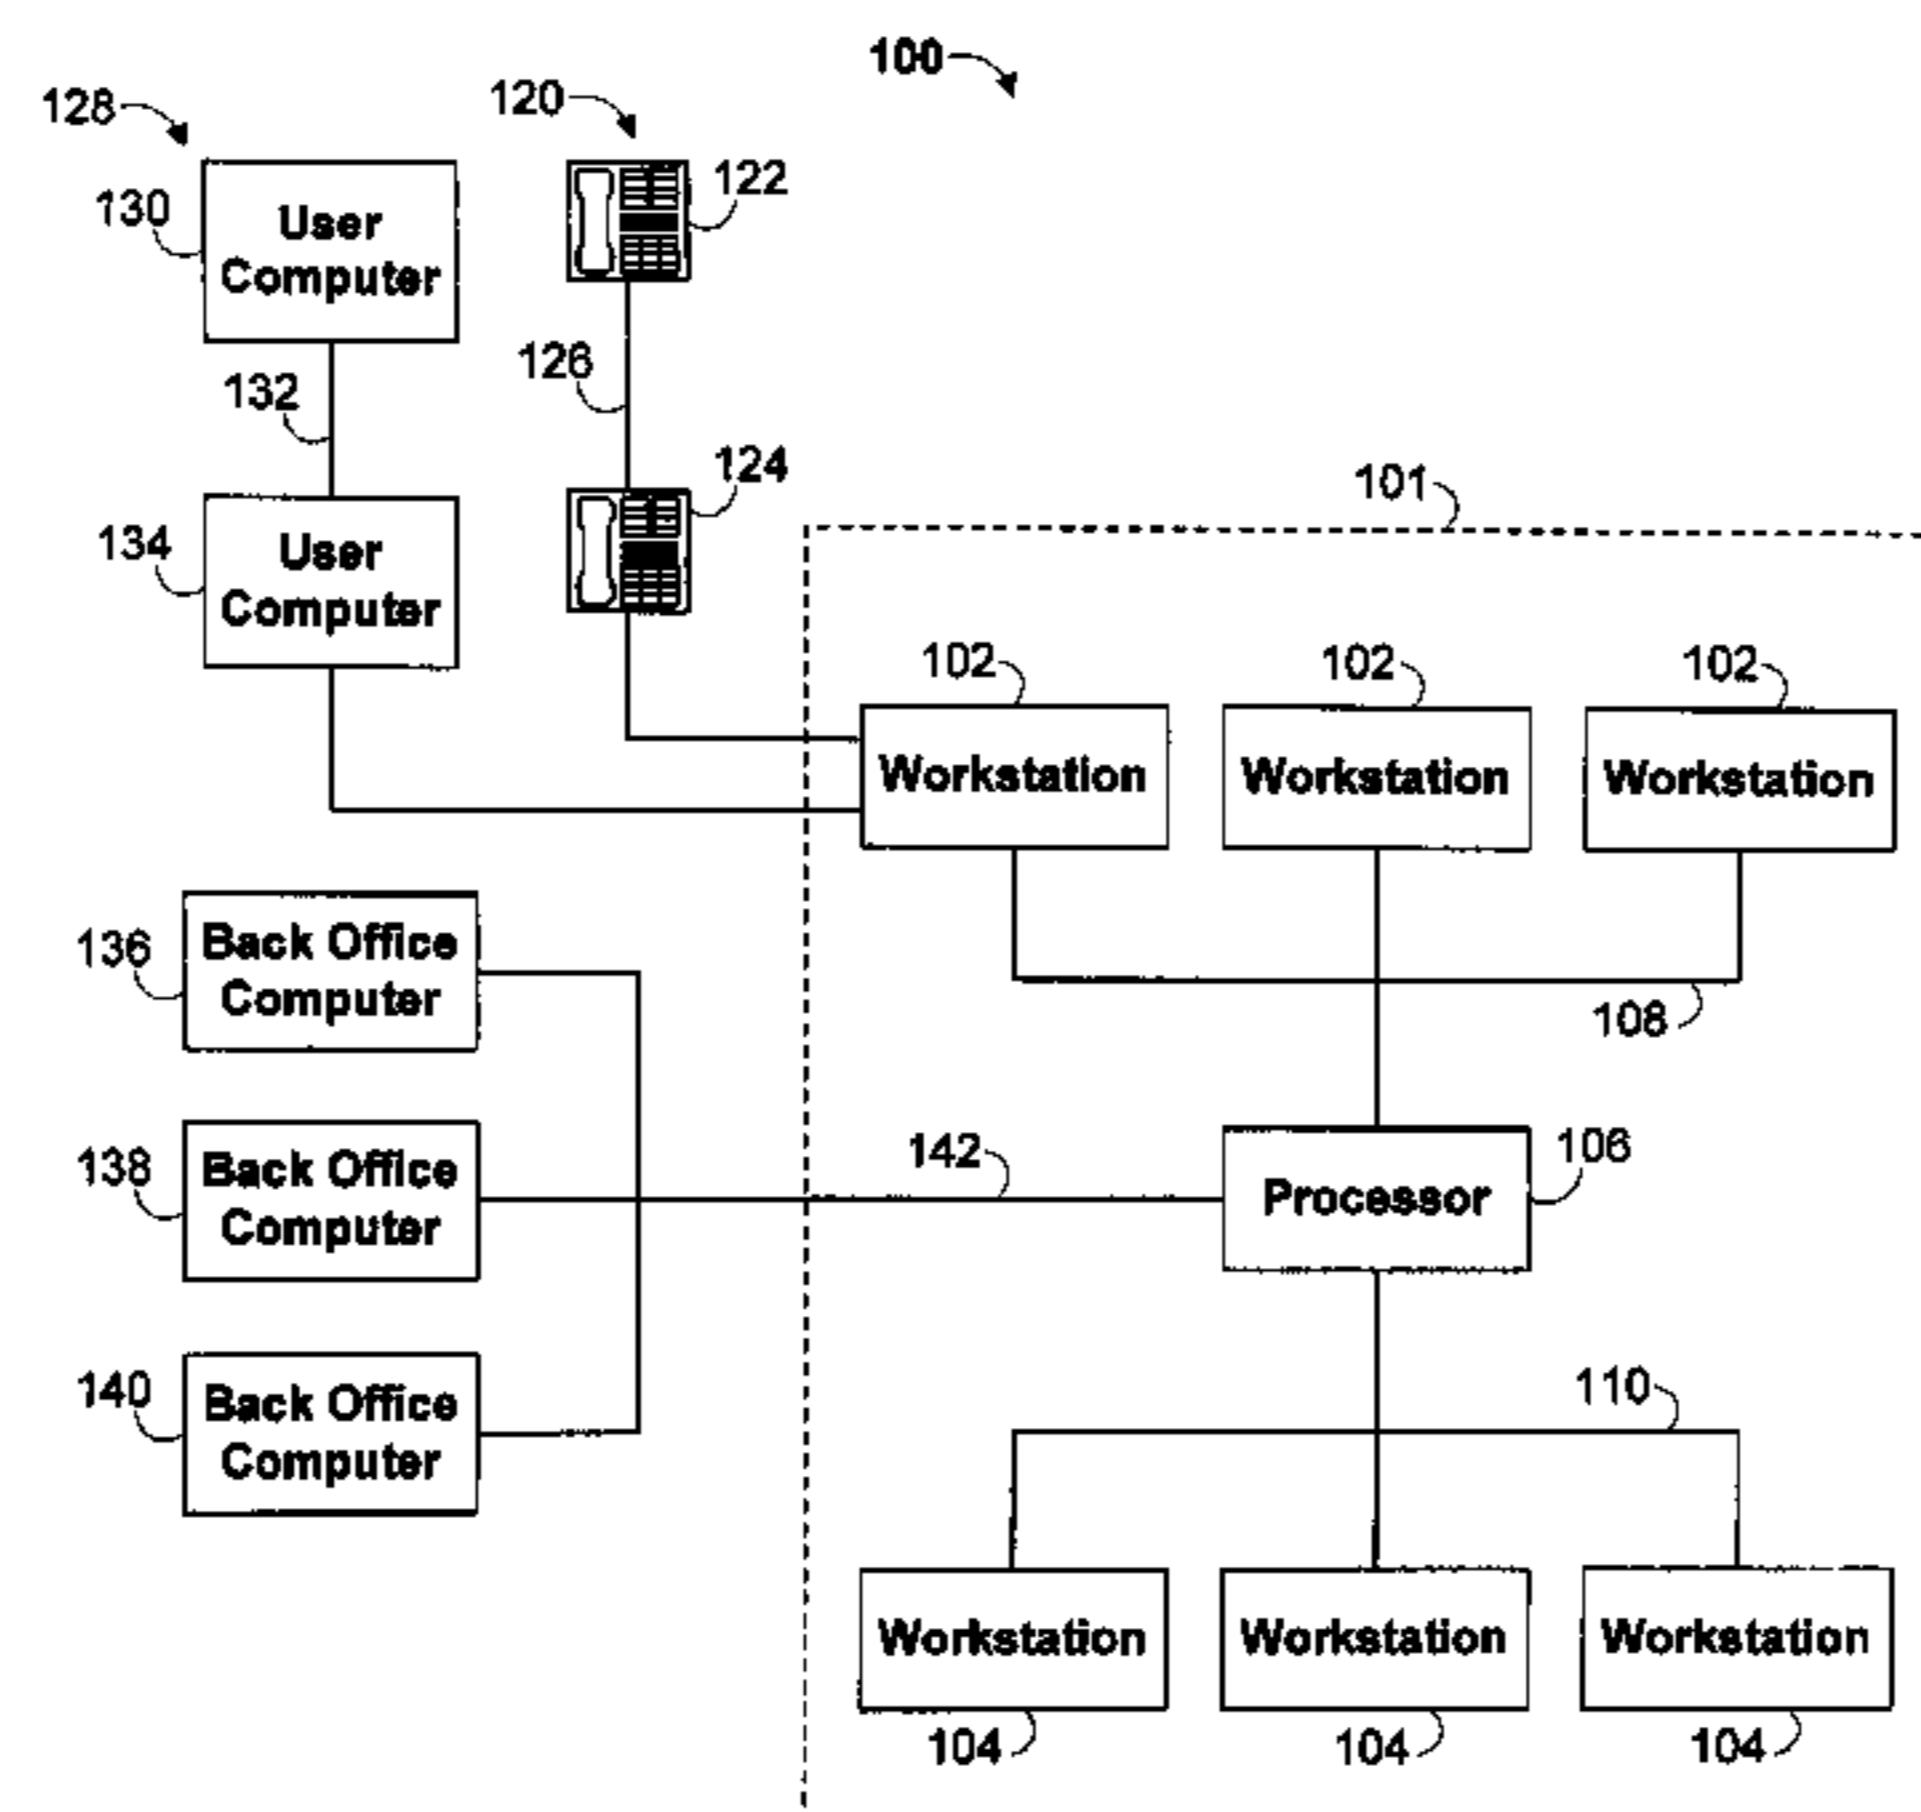 100
128
120
122
130
User
Computer
126
132
124
101
134
User
Computer
102
102
102
Workstation
Workstation
Workstation
136
Back Office
Computer
108
138
Back Office
Computer
142
106
Processor
140
Back Office
Computer
110
Workstation
Workstation
Workstation
104
104
104